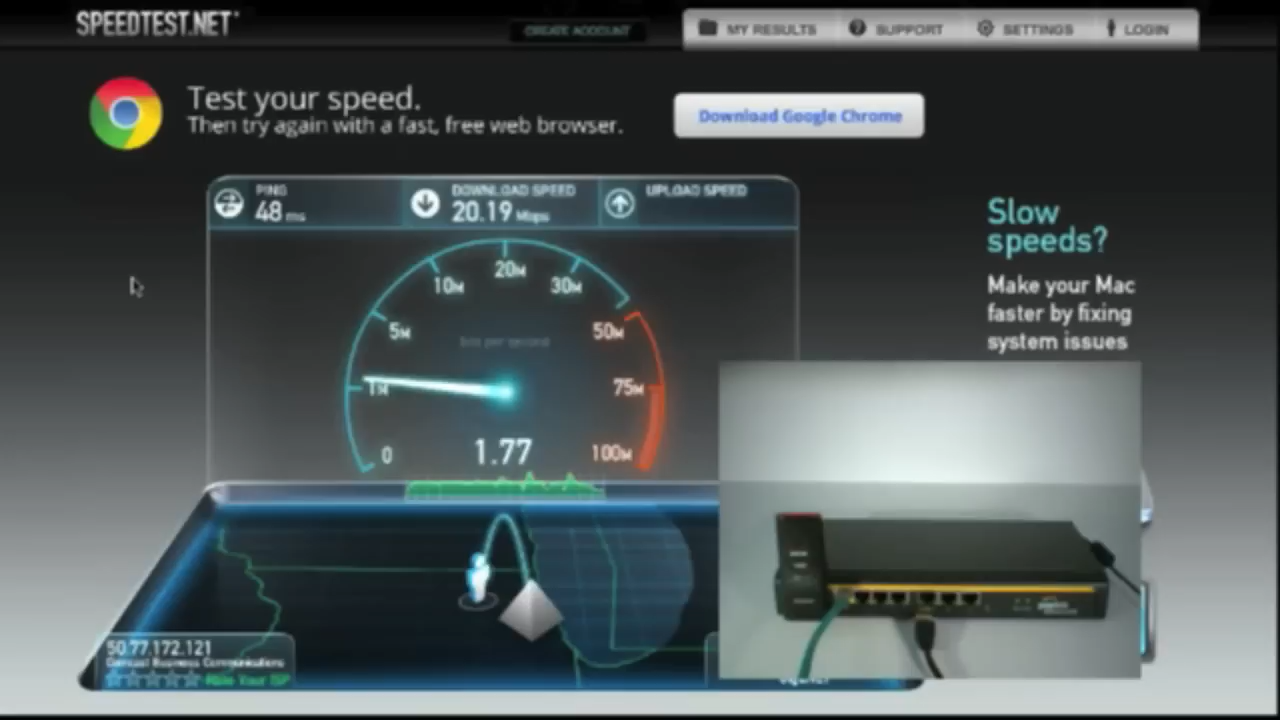 SPEEDTEST.NET
CREATE ACCOUNT
MY RESULTS
SUPPORT
SETTINGS
LOGIN
Test your speed.
Then try again with a fast, free web browser.
Download Google Chrome
PING
48 ms
DOWNLOAD SPEED
20.19 Mbps
UPLOAD SPEED
Slow
speeds?
Make your Mac
faster by fixing
system issues
20M
10M
30M
5M
50M
bits per second
1M
75M
0
1.77
100M
50.77.172.121
Comcast Business Communications
Rate Your ISP